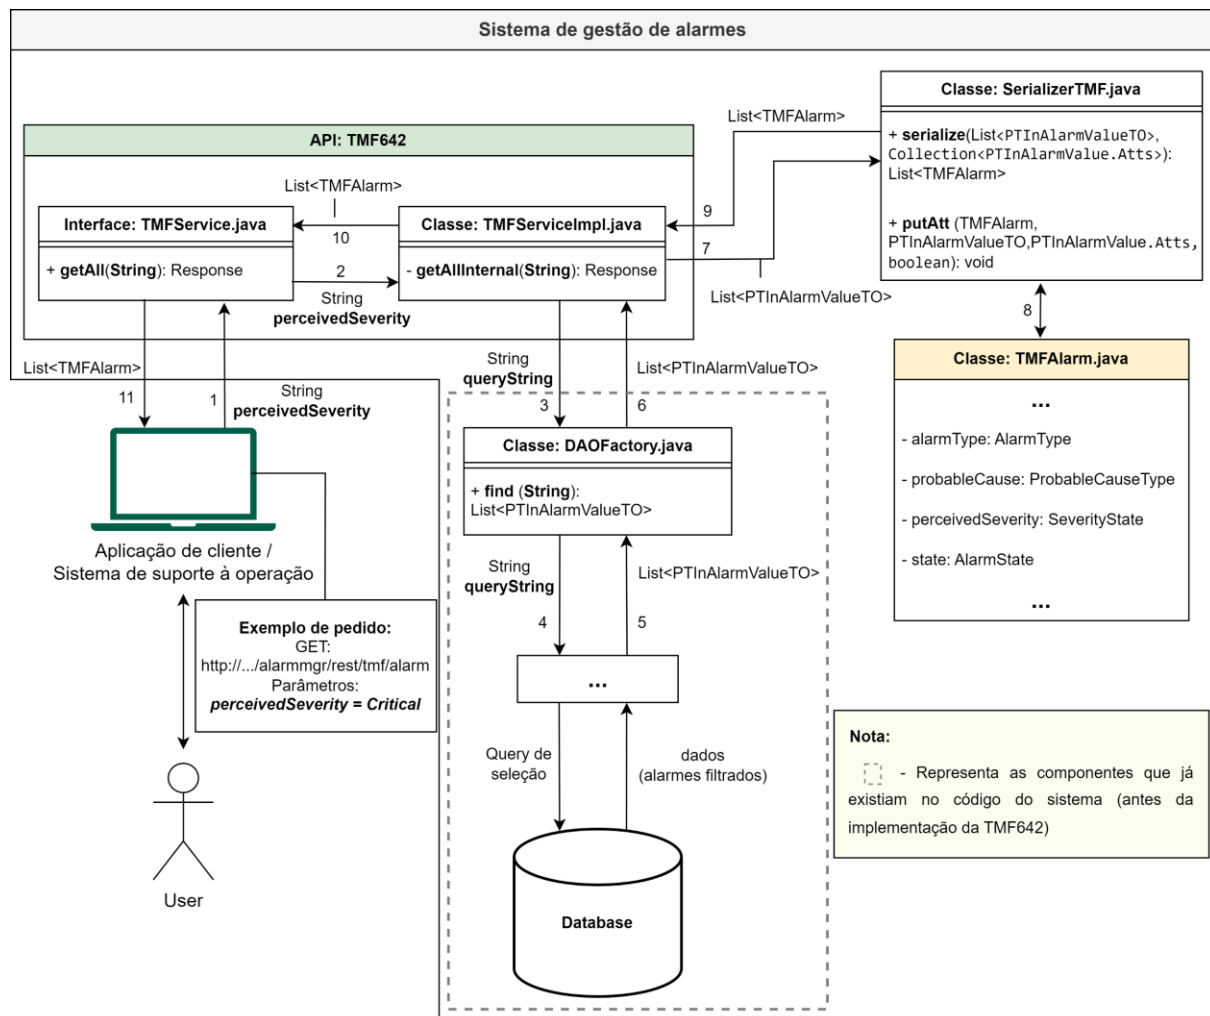 Sistema de gestão de alarmes
Classe: SerializerTMF.java
+ serialize(List<PTInAlarmValueTO>,
Collection<PTInAlarmValue.Atts>):
List<TMFAlarm>
+ putAtt (TMFAlarm,
PTInAlarmValueTO,PTInAlarmValue.Atts,
boolean): void
List<TMFAlarm>
API: TMF642
List<TMFAlarm>
Interface: TMFService.java
+ getAll(String): Response
10
2
String
perceivedSeverity
Classe: TMFServiceImpl.java
- getAllInternal(String): Response
9
7
List<PTInAlarmValueTO>
8
Classe: TMFAlarm.java
...
- alarmType: AlarmType
- probableCause: ProbableCauseType
- perceivedSeverity: SeverityState
- state: AlarmState
...
List<TMFAlarm>
11
1
String
perceivedSeverity
String
queryString
3
6
List<PTInAlarmValueTO>
Classe: DAOFactory.java
+ find (String):
List<PTInAlarmValueTO>
String
queryString
4
5
List<PTInAlarmValueTO>
...
Aplicação de cliente /
Sistema de suporte à operação
Exemplo de pedido:
GET:
http://.../alarmmgr/rest/tmf/alarm
Parâmetros:
perceivedSeverity = Critical
User
Query de
seleção
dados
(alarmes filtrados)
Database
Nota:
- Representa as componentes que já
existiam no código do sistema (antes da
implementação da TMF642)